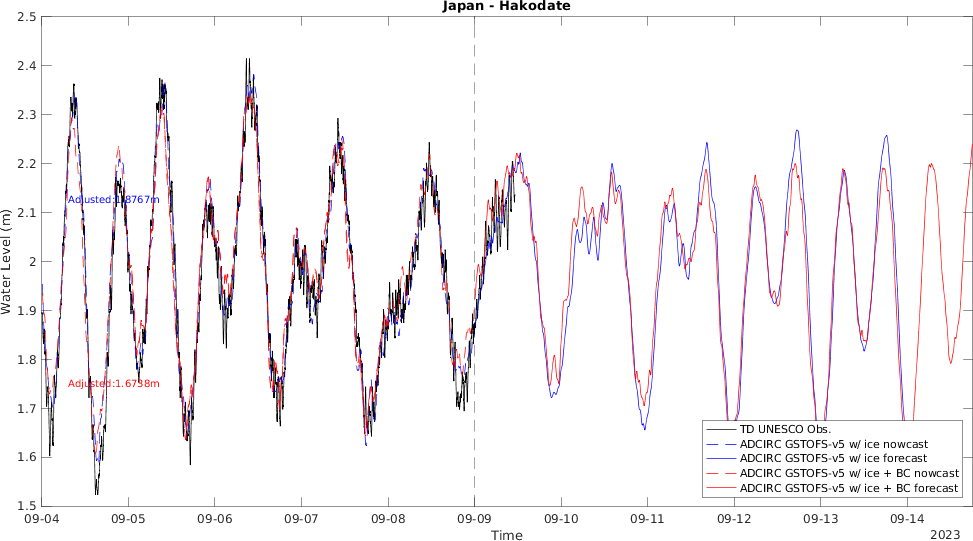 Japan - Hakodate
2.5
2.4
2.3
2.2
2.1
2
1.9
1.8
1.7
1.6
1.5
Water Level (m)
Adjusted:1.8767m
Adjusted:1.6738m
TD UNESCO Obs.
ADCIRC GSTOFS-v5 w/ ice nowcast
ADCIRC GSTOFS-v5 w/ ice forecast
ADCIRC GSTOFS-v5 w/ ice + BC nowcast
ADCIRC GSTOFS-v5 w/ ice + BC forecast
09-04 09-05 09-06 09-07 09-08 09-09 09-10 09-11 09-12 09-13 09-14
Time
2023